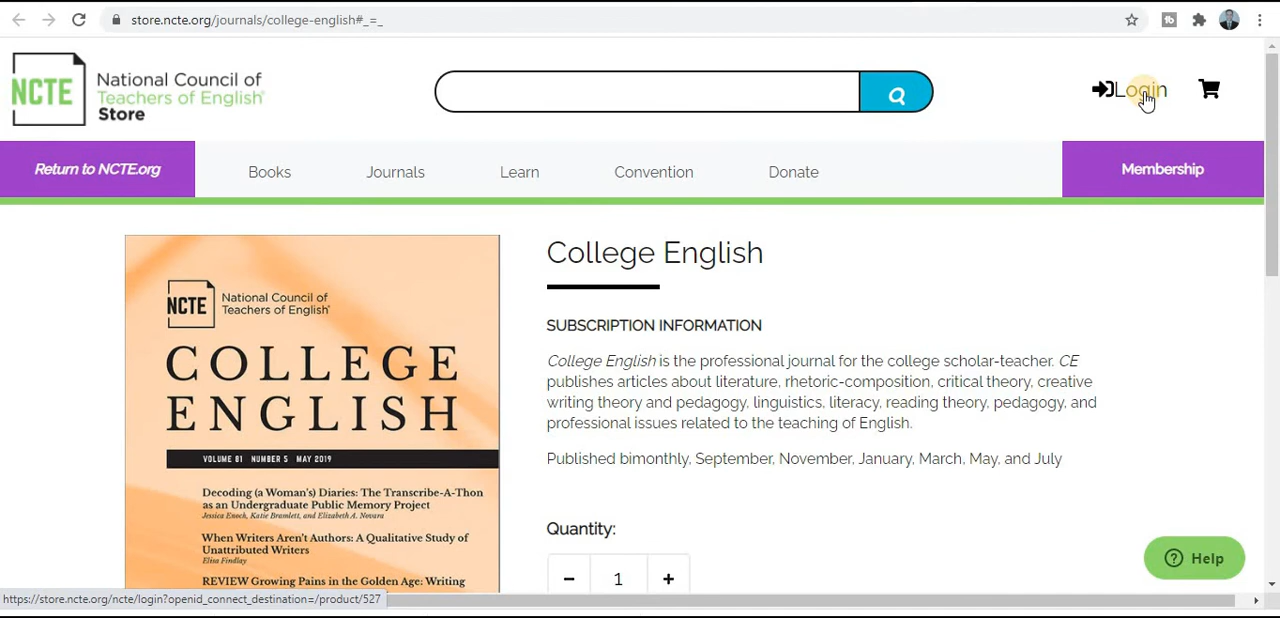 store.ncte.org/journals/college-english#_=_
NCTE
National Council of
Teachers of English®
Store
Login
Return to NCTE.org
Books
Journals
Learn
Convention
Donate
Membership
NCTE
National Council of
Teachers of English®
COLLEGE
ENGLISH
VOLUME 81 NUMBER 5 MAY 2019
Decoding (a Woman's) Diaries: The Transcribe-A-Thon
as an Undergraduate Public Memory Project
Jessica Enoch, Katie Bramlett, and Elizabeth A. Novara
When Writers Aren't Authors: A Qualitative Study of
Unattributed Writers
Elisa Findlay
REVIEW Growing Pains in the Golden Age: Writing
College English
SUBSCRIPTION INFORMATION
College English is the professional journal for the college scholar-teacher. CE
publishes articles about literature, rhetoric-composition, critical theory, creative
writing theory and pedagogy, linguistics, literacy, reading theory, pedagogy, and
professional issues related to the teaching of English.
Published bimonthly, September, November, January, March, May, and July
Quantity:
− 1 +
Help
https://store.ncte.org/ncte/login?openid_connect_destination=/product/527